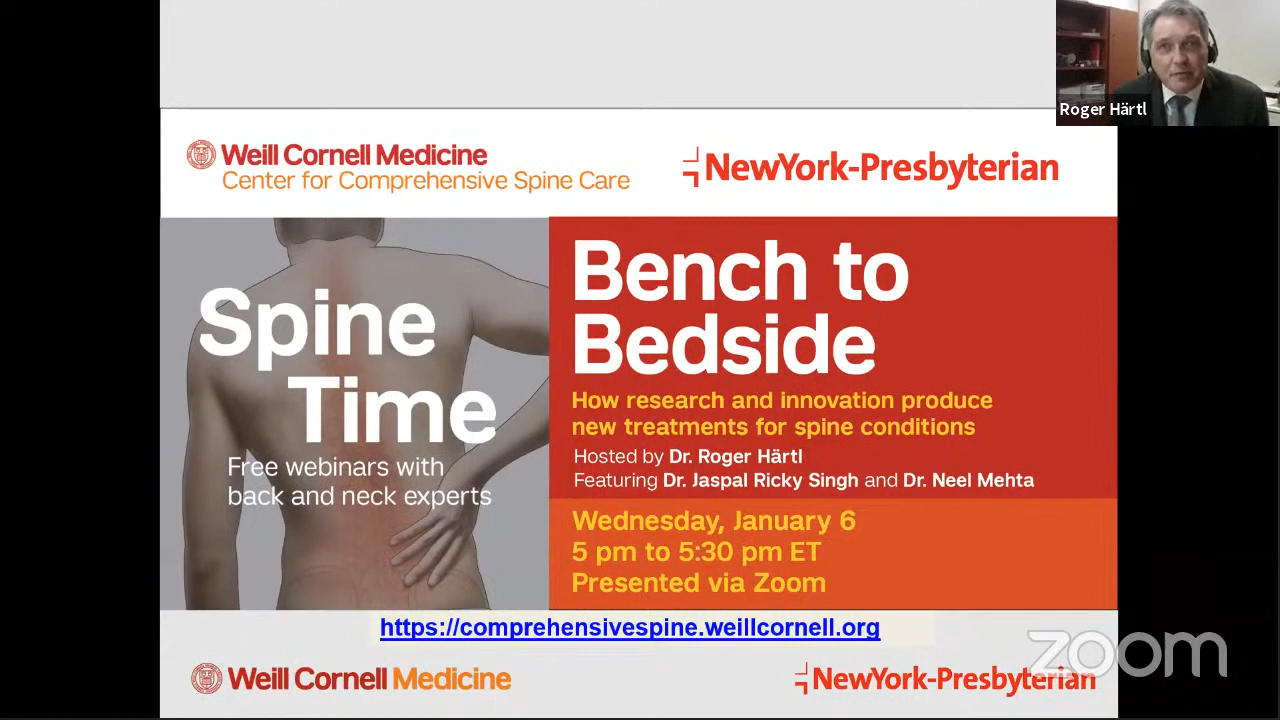 Roger Härtl
Weill Cornell Medicine
Center for Comprehensive Spine Care
NewYork-Presbyterian
Spine
Time
Free webinars with
back and neck experts
Bench to
Bedside
How research and innovation produce
new treatments for spine conditions
Hosted by Dr. Roger Härtl
Featuring Dr. Jaspal Ricky Singh and Dr. Neel Mehta
Wednesday, January 6
5 pm to 5:30 pm ET
Presented via Zoom
https://comprehensivespine.weillcornell.org
Weill Cornell Medicine
NewYork-Presbyterian
zoom